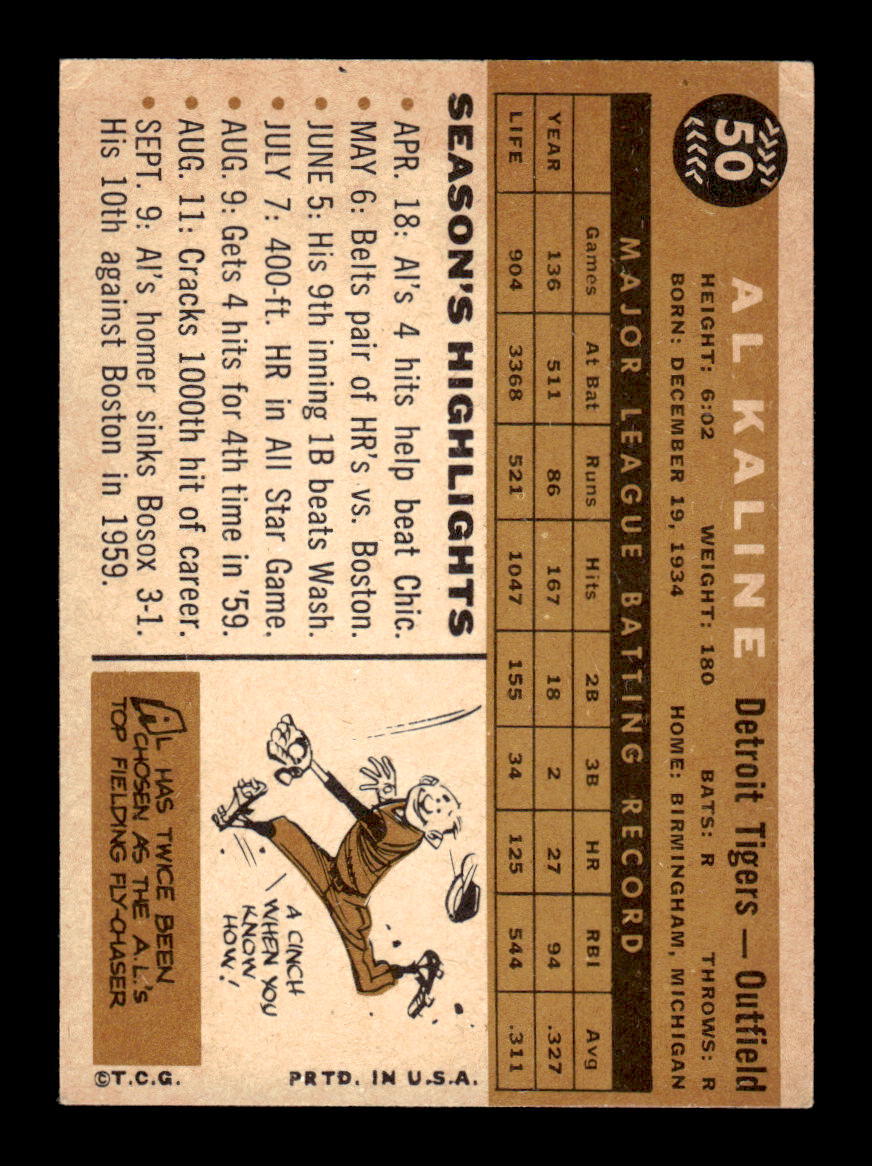 50
AL KALINE Detroit Tigers — Outfield
HEIGHT: 6:02 WEIGHT: 180 BATS: R THROWS: R
BORN: DECEMBER 19, 1934 HOME: BIRMINGHAM, MICHIGAN
MAJOR LEAGUE BATTING RECORD
Games At Bat Runs Hits 2B 3B HR RBI Avg
YEAR 136 511 86 167 18 2 27 94 .327
LIFE 904 3368 521 1047 155 34 125 544 .311
SEASON'S HIGHLIGHTS
• APR. 18: Al's 4 hits help beat Chic.
• MAY 6: Belts pair of HR's vs. Boston.
• JUNE 5: His 9th inning 1B beats Wash.
• JULY 7: 400-ft. HR in All Star Game.
• AUG. 9: Gets 4 hits for 4th time in '59.
• AUG. 11: Cracks 1000th hit of career.
• SEPT. 9: Al's homer sinks Bosox 3-1.
His 10th against Boston in 1959.
A CINCH
WHEN YOU
KNOW
HOW!
AL HAS TWICE BEEN
CHOSEN AS THE A.L.'s
TOP FIELDING FLY-CHASER
©T.C.G. PRTD. IN U.S.A.